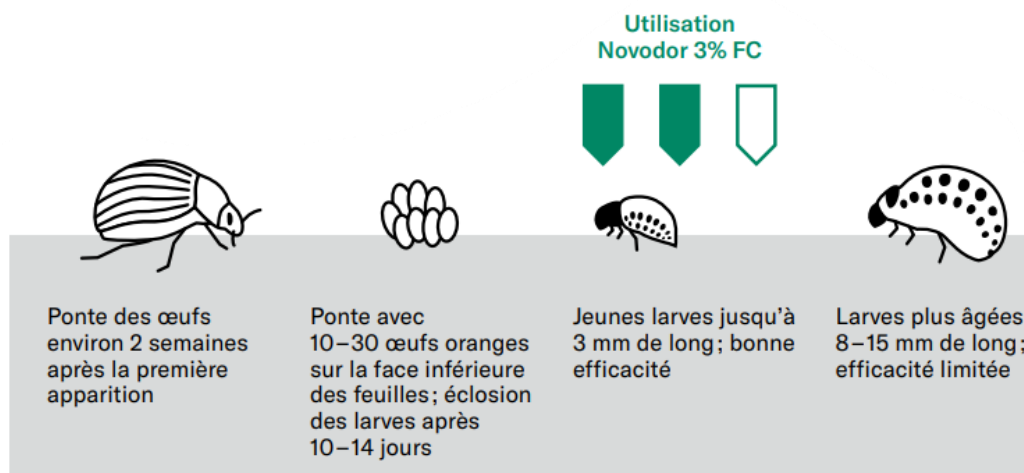 Utilisation
Novodor 3% FC
Ponte des œufs
environ 2 semaines
après la première
apparition
Ponte avec
10–30 œufs oranges
sur la face inférieure
des feuilles; éclosion
des larves après
10–14 jours
Jeunes larves jusqu’à
3 mm de long; bonne
efficacité
Larves plus âgées
8–15 mm de long;
efficacité limitée